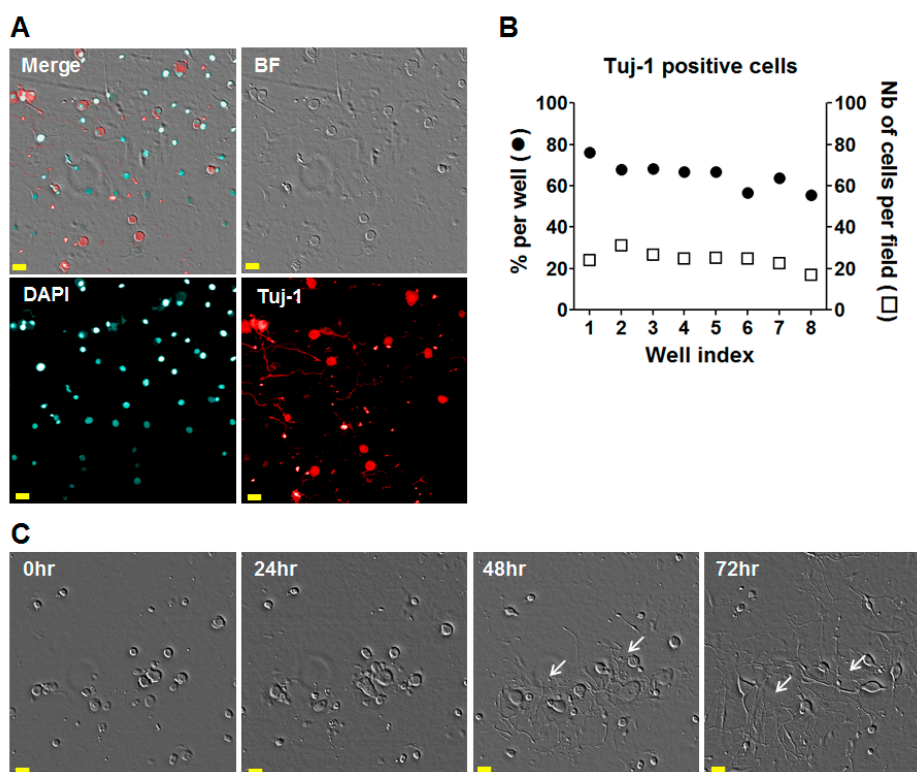 A
Merge
BF
DAPI
Tuj-1
B
Tuj-1 positive cells
% per well (●)
Nb of cells per field (□)
100
80
60
40
20
0
100
80
60
40
20
0
1 2 3 4 5 6 7 8
Well index
C
0hr
24hr
48hr
72hr